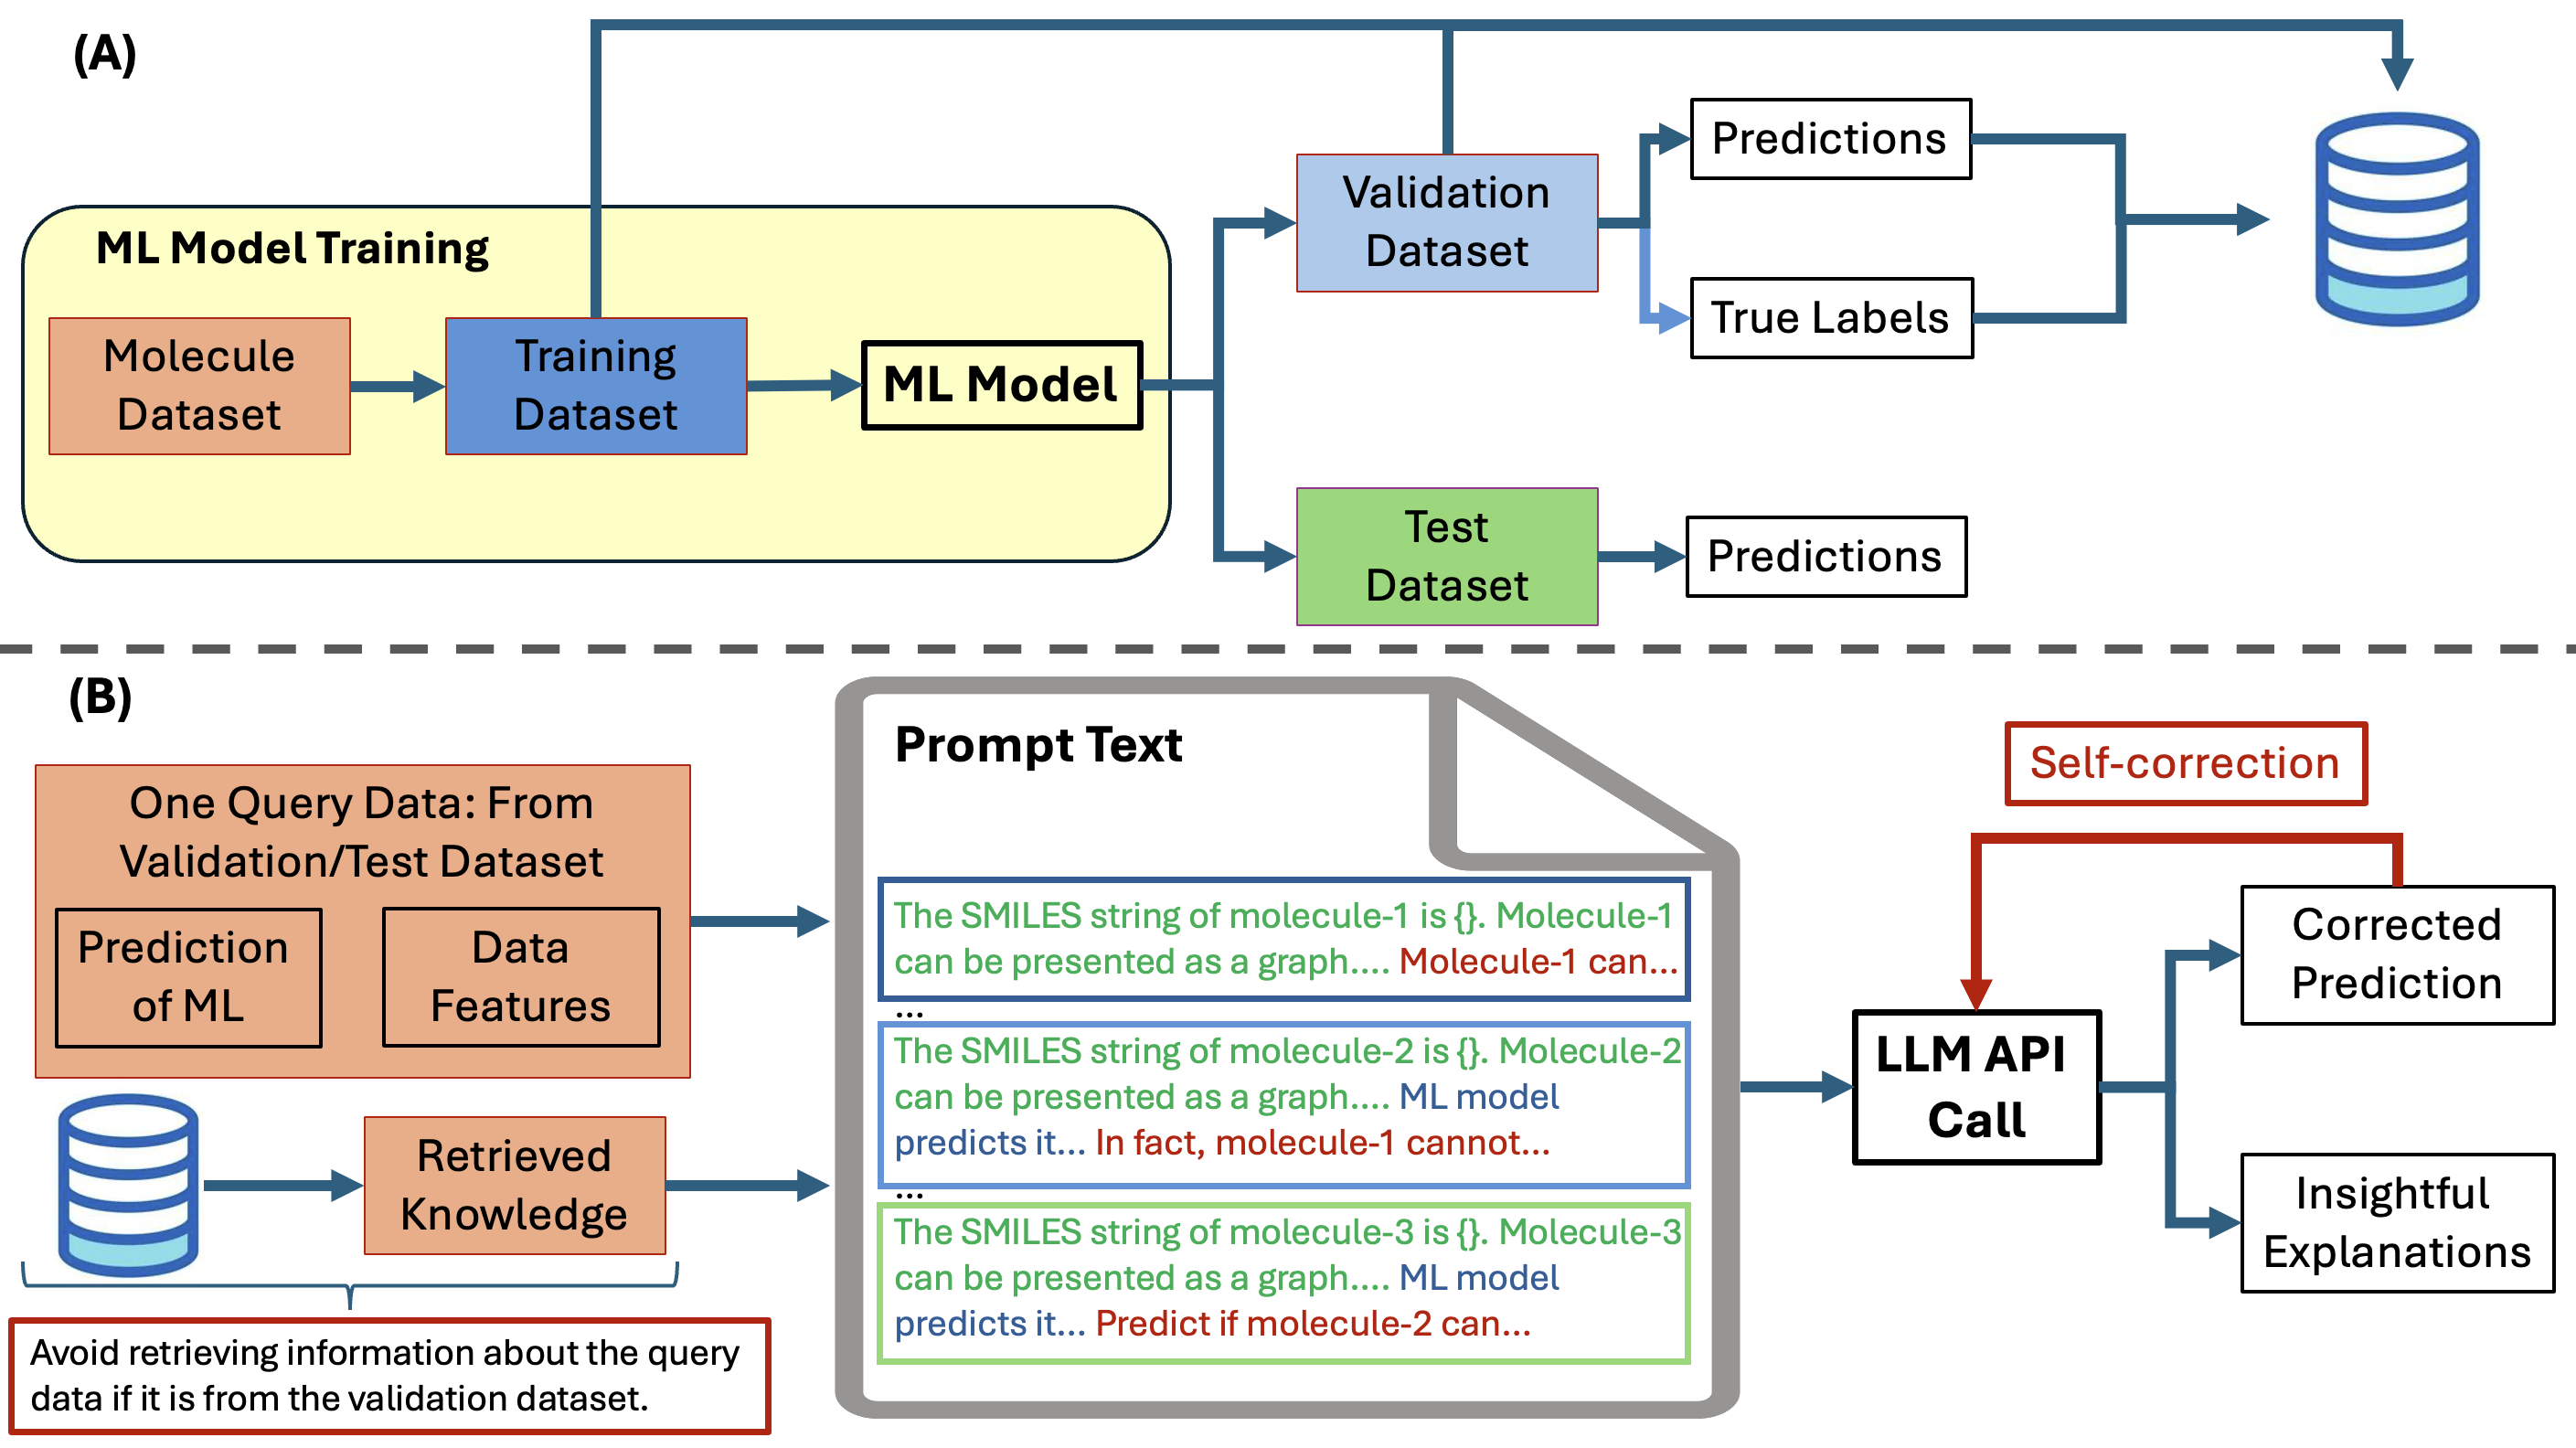 (A)
ML Model Training
Molecule
Dataset
Training
Dataset
ML Model
Validation
Dataset
Predictions
True Labels
Test
Dataset
Predictions
(B)
One Query Data: From
Validation/Test Dataset
Prediction
of ML
Data
Features
Retrieved
Knowledge
Avoid retrieving information about the query
data if it is from the validation dataset.
Prompt Text
The SMILES string of molecule-1 is {}. Molecule-1
can be presented as a graph.... Molecule-1 can...
...
The SMILES string of molecule-2 is {}. Molecule-2
can be presented as a graph.... ML model
predicts it... In fact, molecule-1 cannot...
...
The SMILES string of molecule-3 is {}. Molecule-3
can be presented as a graph.... ML model
predicts it... Predict if molecule-2 can...
Self-correction
LLM API
Call
Corrected
Prediction
Insightful
Explanations